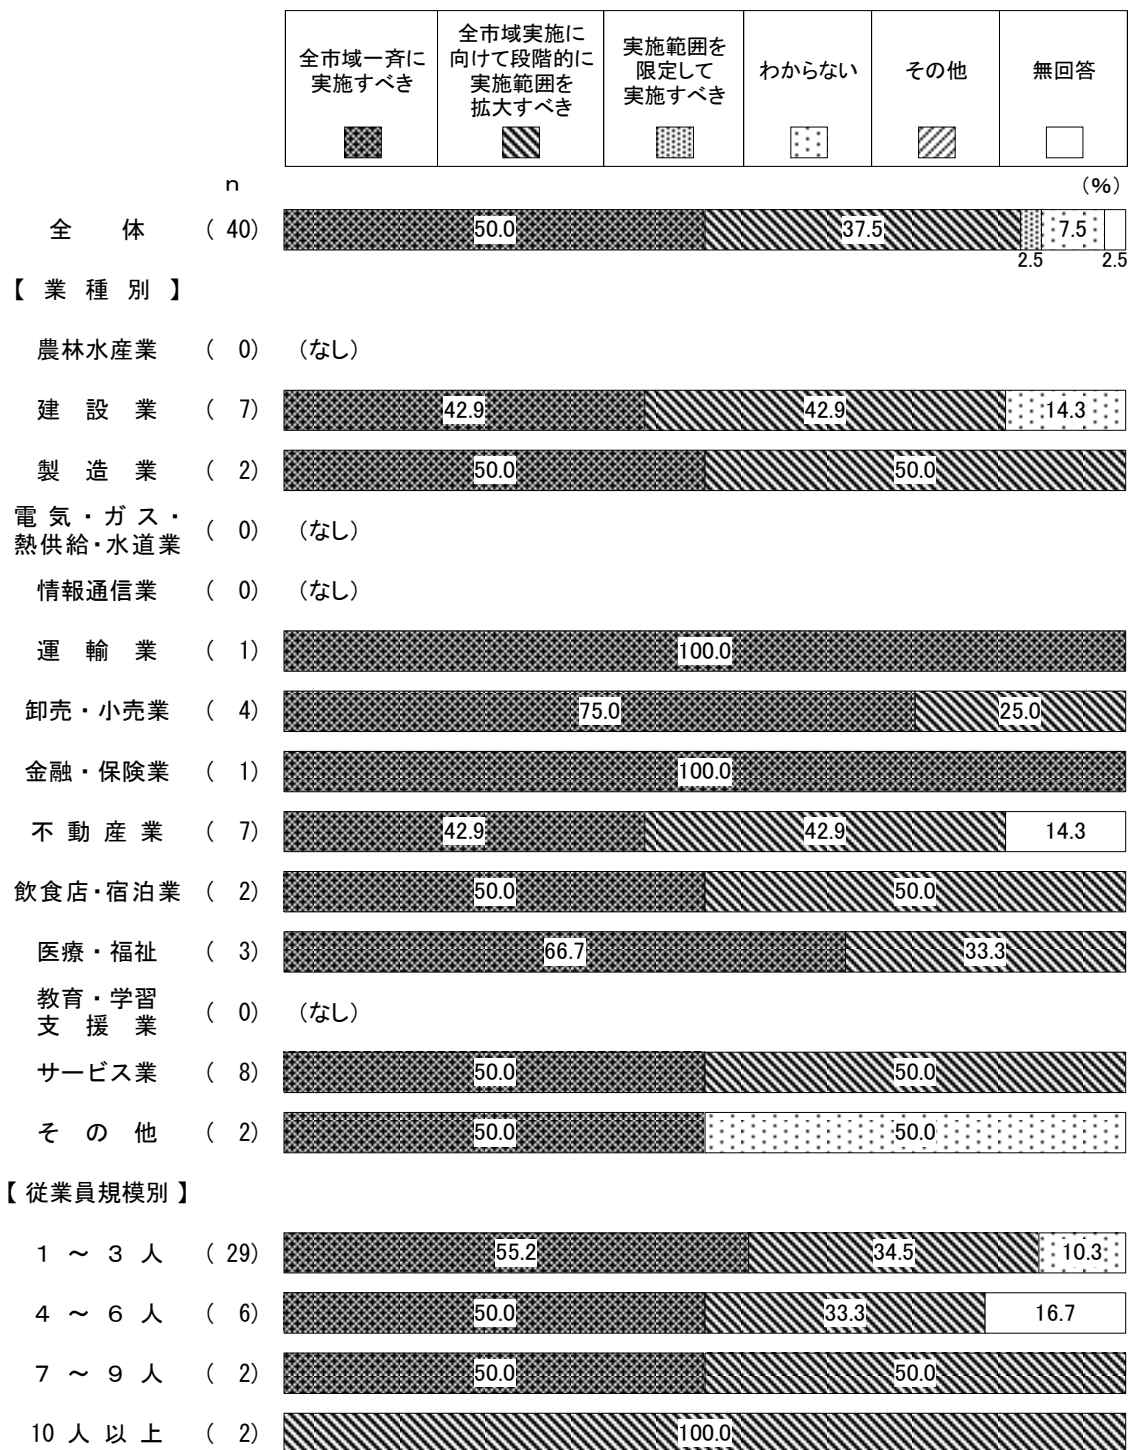 全市域一斉に
実施すべき
全市域実施に
向けて段階的に
実施範囲を
拡大すべき
実施範囲を
限定して
実施すべき
わからない
その他
無回答
n
(%)
全 体 ( 40) 50.0 37.5 7.5
2.5 2.5
【 業 種 別 】
農林水産業 ( 0) (なし)
建 設 業 ( 7) 42.9 42.9 14.3
製 造 業 ( 2) 50.0 50.0
電 気 ・ ガ ス ・
熱供給・水道業 ( 0) (なし)
情報通信業 ( 0) (なし)
運 輸 業 ( 1) 100.0
卸売・小売業 ( 4) 75.0 25.0
金融・保険業 ( 1) 100.0
不 動 産 業 ( 7) 42.9 42.9 14.3
飲食店・宿泊業 ( 2) 50.0 50.0
医療・福祉 ( 3) 66.7 33.3
教育・学習
支 援 業 ( 0) (なし)
サービス業 ( 8) 50.0 50.0
そ の 他 ( 2) 50.0 50.0
【 従業員規模別 】
1 ～ 3 人 ( 29) 55.2 34.5 10.3
4 ～ 6 人 ( 6) 50.0 33.3 16.7
7 ～ 9 人 ( 2) 50.0 50.0
10 人 以 上 ( 2) 100.0